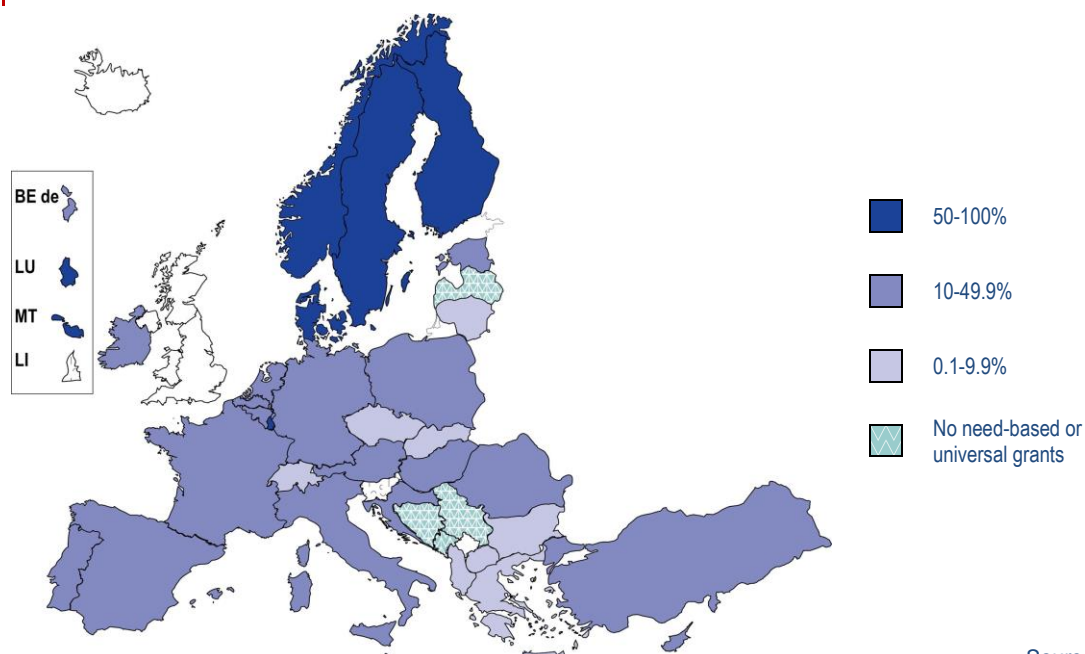 BE de
LU
MT
LI
50-100%
10-49.9%
0.1-9.9%
No need-based or
universal grants